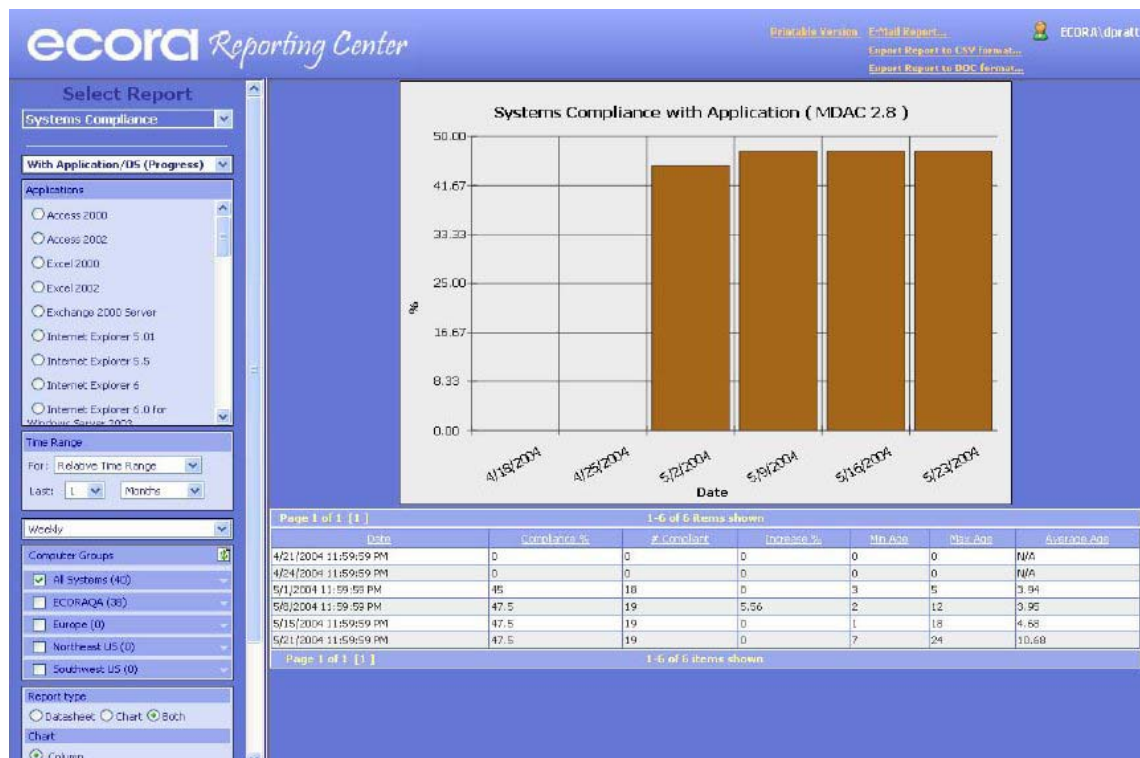 ecora Reporting Center
Printable Version E-Mail Report...
Export Report to CSV format...
Export Report to DOC format...
ECORA\dpratt
Select Report
Systems Compliance
With Application/OS (Progress)
Applications
Access 2000
Access 2002
Excel 2000
Excel 2002
Exchange 2000 Server
Internet Explorer 5.01
Internet Explorer 5.5
Internet Explorer 6
Internet Explorer 6.0 for
Windows Server 2003
Time Range
For: Relative Time Range
Last: 1 Months
Weekly
Computer Groups
All Systems (40)
ECORAQA (38)
Europe (0)
Northeast US (0)
Southwest US (0)
Report type
Datasheet Chart Both
Chart
Column
Systems Compliance with Application ( MDAC 2.8 )
50.00
41.67
33.33
25.00
16.67
8.33
0.00
%
4/18/2004 4/25/2004 5/2/2004 5/9/2004 5/16/2004 5/23/2004
Date
Page 1 of 1 [1 ] 1-6 of 6 items shown
Date Compliance % # Compliant Increase % Min Age Max Age Average Age
4/21/2004 11:59:59 PM 0 0 0 0 0 N/A
4/24/2004 11:59:59 PM 0 0 0 0 0 N/A
5/1/2004 11:59:59 PM 45 18 0 3 5 3.94
5/8/2004 11:59:59 PM 47.5 19 5.56 2 12 3.95
5/15/2004 11:59:59 PM 47.5 19 0 1 18 4.68
5/21/2004 11:59:59 PM 47.5 19 0 7 24 10.68
Page 1 of 1 [1 ] 1-6 of 6 items shown